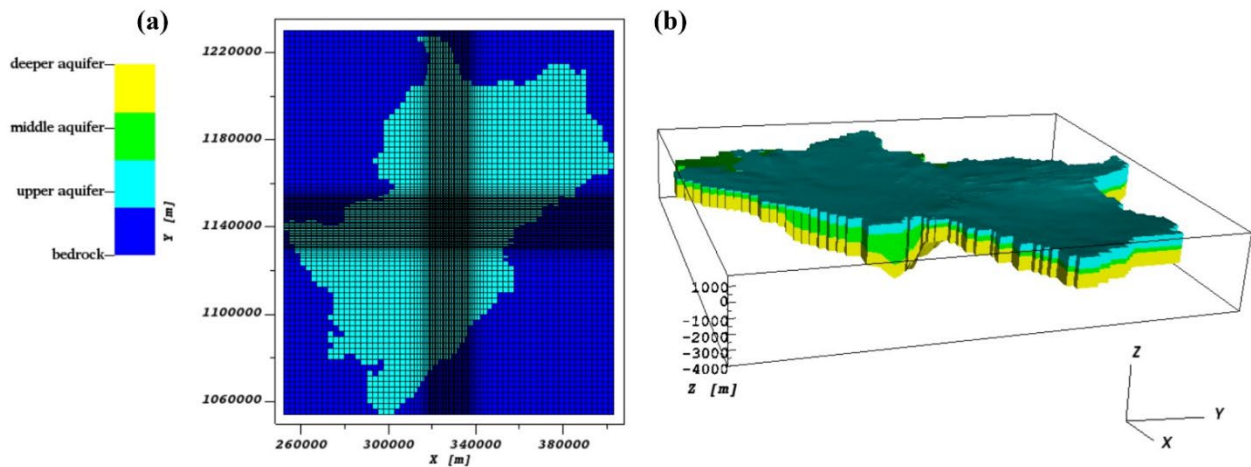 (a)
(b)
deeper aquifer
middle aquifer
upper aquifer
bedrock
Y [m]
1220000
1180000
1140000
1100000
1060000
260000 300000 340000 380000
X [m]
1000
0
-1000
-2000
-3000
-4000
Z [m]
Z
Y
X